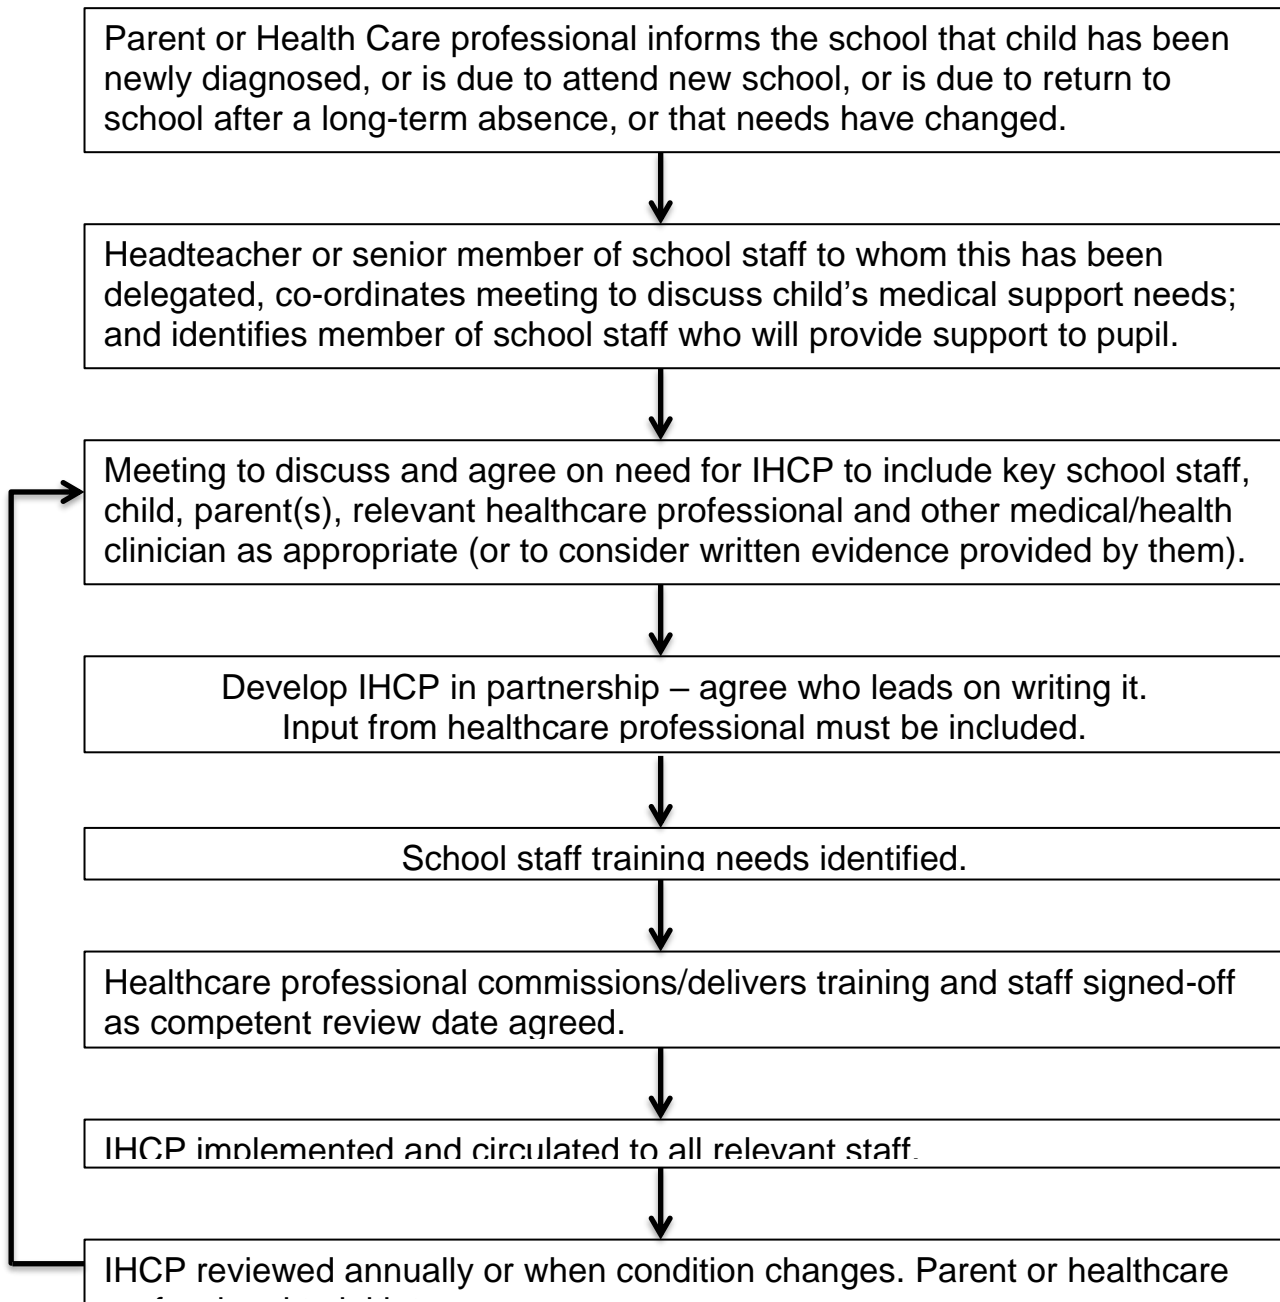 Parent or Health Care professional informs the school that child has been
newly diagnosed, or is due to attend new school, or is due to return to
school after a long-term absence, or that needs have changed.
Headteacher or senior member of school staff to whom this has been
delegated, co-ordinates meeting to discuss child’s medical support needs;
and identifies member of school staff who will provide support to pupil.
Meeting to discuss and agree on need for IHCP to include key school staff,
child, parent(s), relevant healthcare professional and other medical/health
clinician as appropriate (or to consider written evidence provided by them).
Develop IHCP in partnership – agree who leads on writing it.
Input from healthcare professional must be included.
School staff training needs identified.
Healthcare professional commissions/delivers training and staff signed-off
as competent review date agreed.
IHCP implemented and circulated to all relevant staff.
IHCP reviewed annually or when condition changes. Parent or healthcare